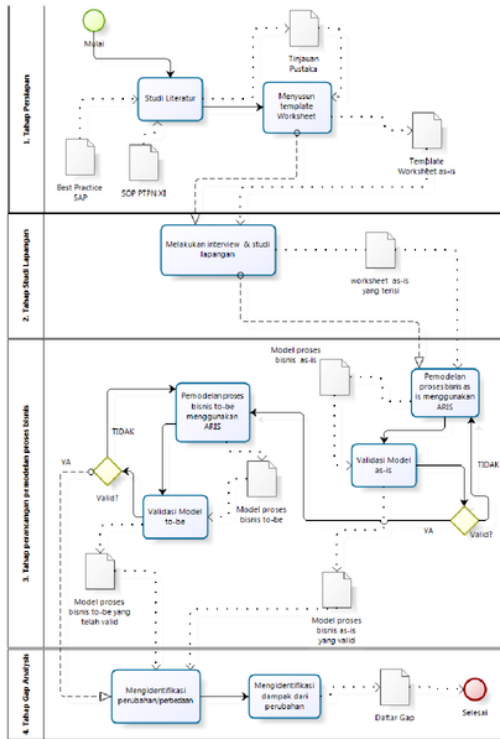 1. Tahap Persiapan
Mulai
Studi Literatur
Tinjauan
Pustaka
Menyusun
template
Worksheet
Best Practice
SAP
SOP PTPN XI
Template
Worksheet as-is
2. Tahap Studi Lapangan
Melakukan interview & studi
lapangan
worksheet as-is
yang terisi
3. Tahap perancangan pemodelan proses bisnis
Model proses
bisnis as-is
Pemodelan
proses bisnis as
is menggunakan
ARIS
Pemodelan proses
bisnis to-be
menggunakan
ARIS
TIDAK
YA
Valid?
Validasi Model
to-be
Model proses
bisnis to-be
Validasi Model
as-is
TIDAK
YA
Valid?
Model proses
bisnis to-be yang
telah valid
Model proses
bisnis as-is
yang valid
4. Tahap Gap Analysis
Mengidentifikasi
perubahan/perbedaan
Mengidentifikasi
dampak dari
perubahan
Daftar Gap
Selesai